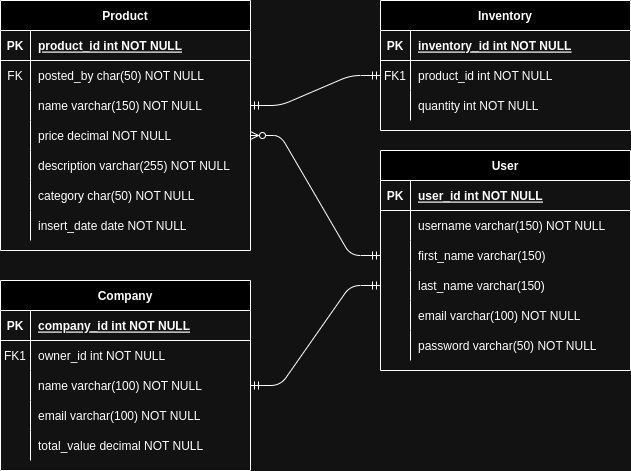 Product
PK product_id int NOT NULL
FK posted_by char(50) NOT NULL
name varchar(150) NOT NULL
price decimal NOT NULL
description varchar(255) NOT NULL
category char(50) NOT NULL
insert_date date NOT NULL
Inventory
PK inventory_id int NOT NULL
FK1 product_id int NOT NULL
quantity int NOT NULL
User
PK user_id int NOT NULL
username varchar(150) NOT NULL
first_name varchar(150)
last_name varchar(150)
email varchar(100) NOT NULL
password varchar(50) NOT NULL
Company
PK company_id int NOT NULL
FK1 owner_id int NOT NULL
name varchar(100) NOT NULL
email varchar(100) NOT NULL
total_value decimal NOT NULL